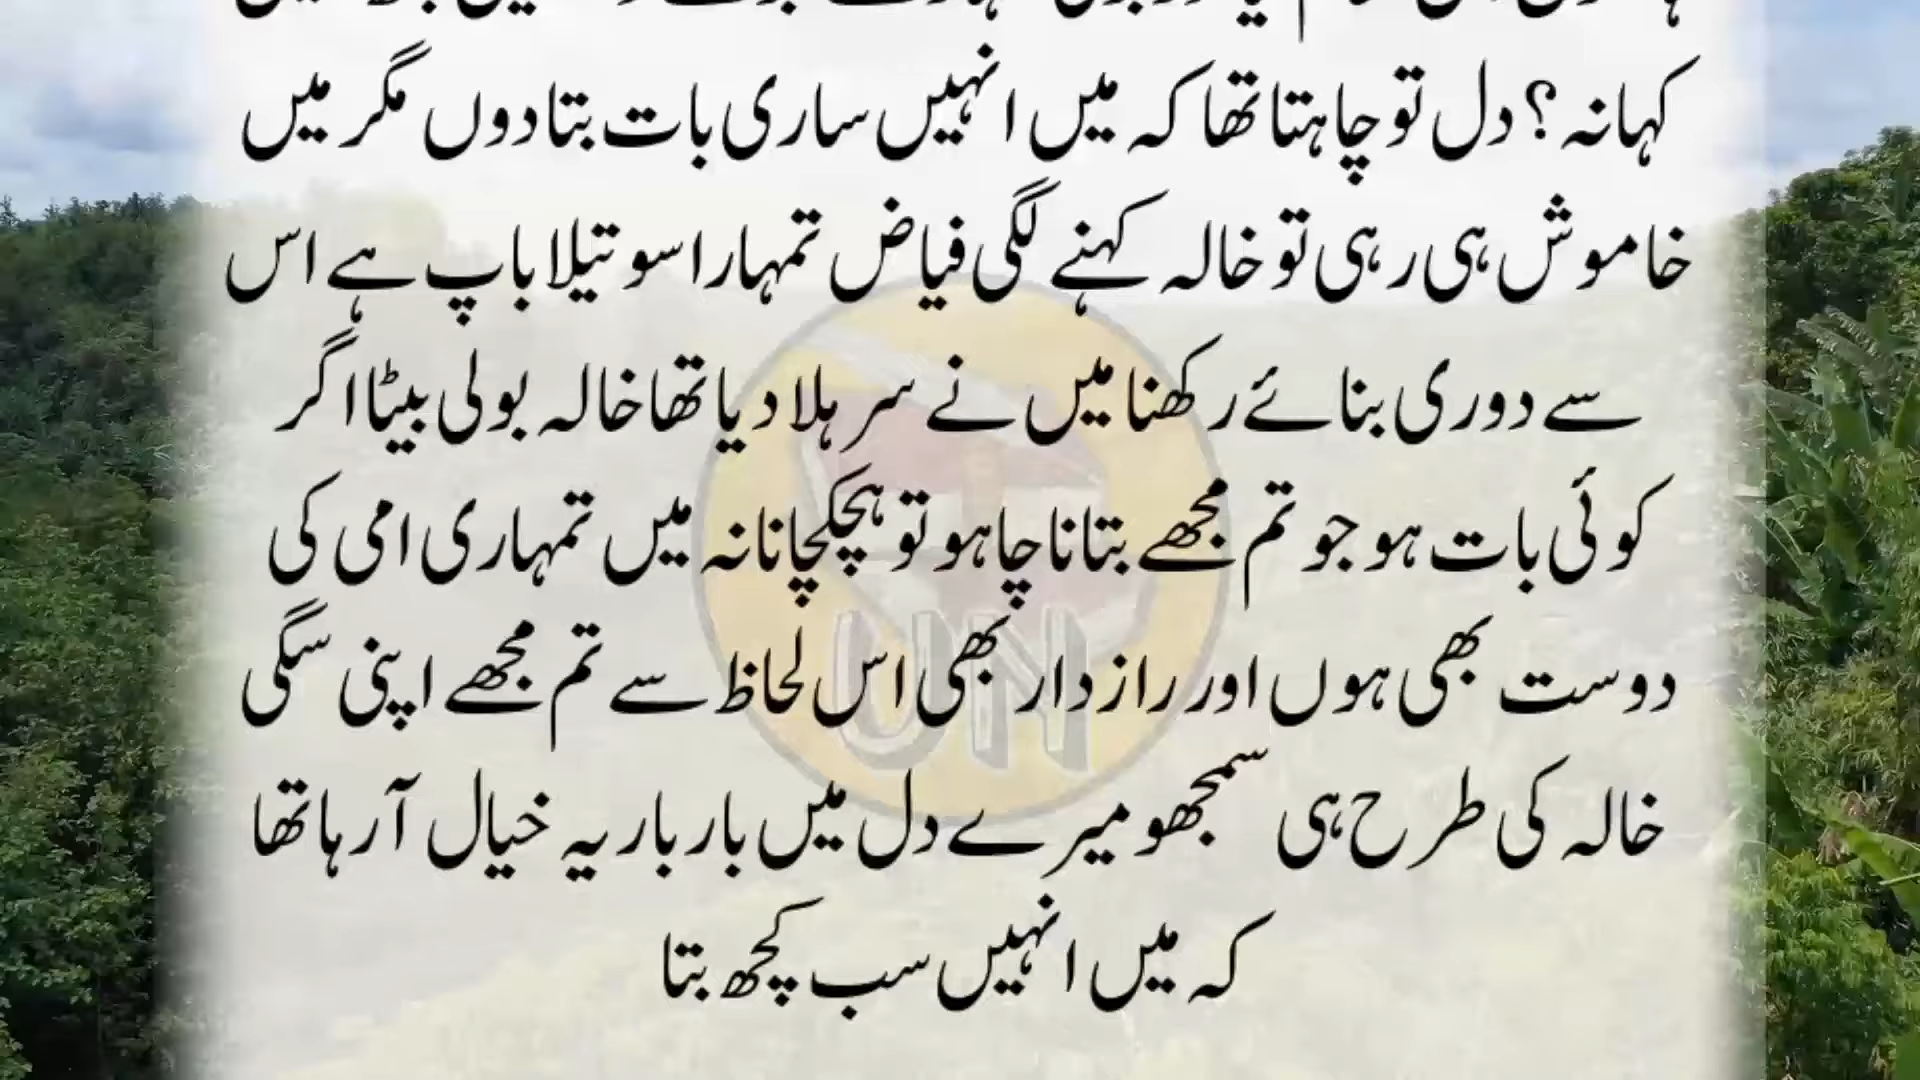 کہا نہ؟ دل تو چاہتا تھا کہ میں انہیں ساری بات بتا دوں مگر میں
خاموش ہی رہی تو خالہ کہنے لگی فیاض تمہارا سوتیلا باپ ہے اس
سے دوری بنائے رکھنا میں نے سر ہلا دیا تھا خالہ بولی بیٹا اگر
کوئی بات ہو جو تم مجھے بتانا چاہو تو ہچکچانا نہ میں تمہاری امی کی
دوست بھی ہوں اور رازدار بھی اس لحاظ سے تم مجھے اپنی سگی
خالہ کی طرح ہی سمجھو میرے دل میں بار بار یہ خیال آ رہا تھا
کہ میں انہیں سب کچھ بتا
UN